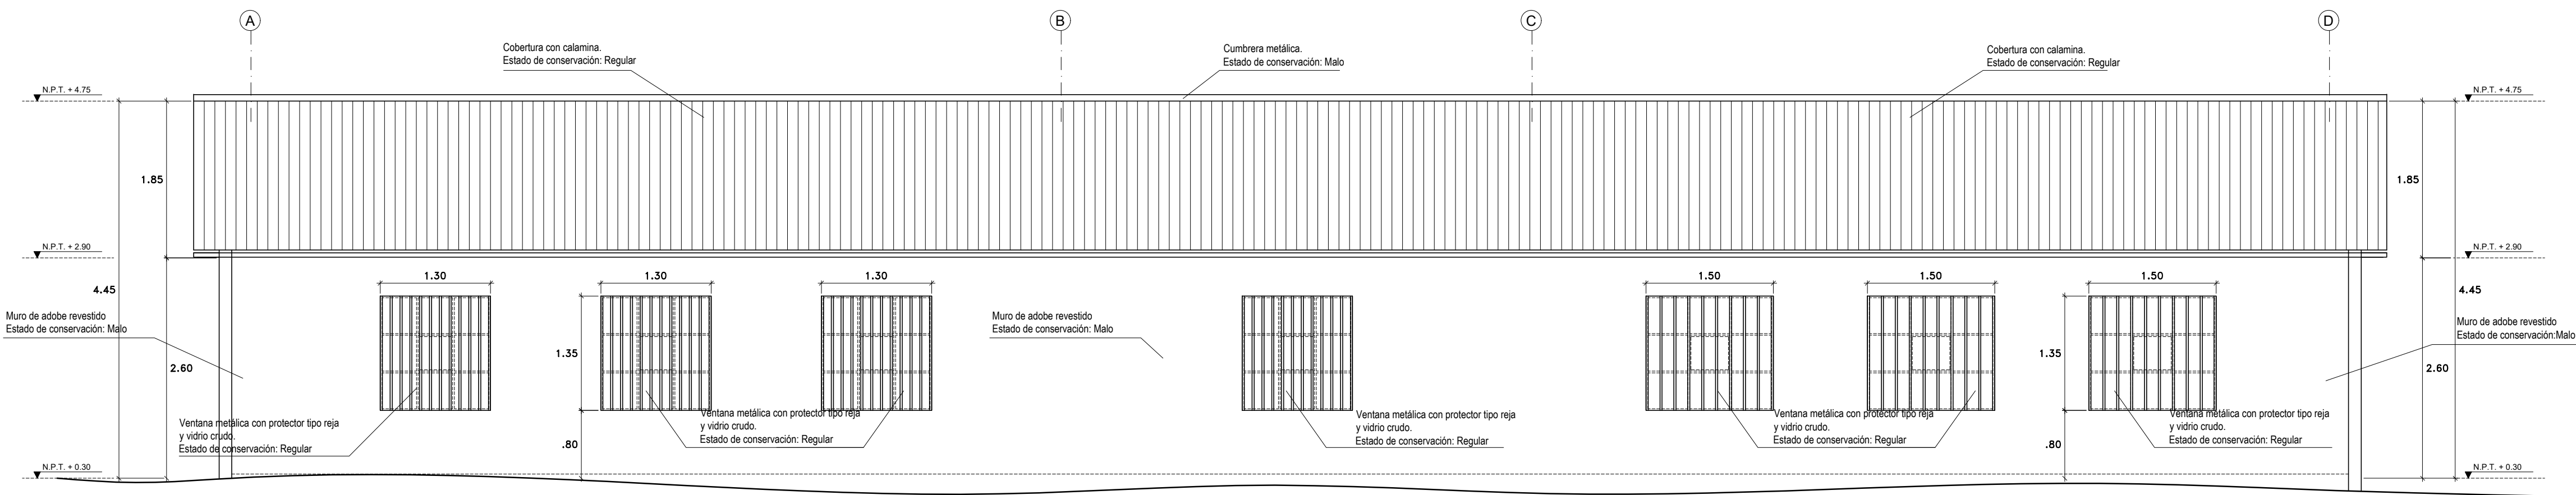 A
B
C
D
Cobertura con calamina.
Estado de conservación: Regular
Cumbrera metálica.
Estado de conservación: Malo
Cobertura con calamina.
Estado de conservación: Regular
N.P.T. + 4.75
N.P.T. + 4.75
1.85
1.85
N.P.T. + 2.90
N.P.T. + 2.90
1.30
1.30
1.30
1.50
1.50
1.50
4.45
4.45
Muro de adobe revestido
Estado de conservación: Malo
Muro de adobe revestido
Estado de conservación: Malo
Muro de adobe revestido
Estado de conservación:Malo
1.35
1.35
2.60
2.60
Ventana metálica con protector tipo reja
y vidrio crudo.
Estado de conservación: Regular
Ventana metálica con protector tipo reja
y vidrio crudo.
Estado de conservación: Regular
Ventana metálica con protector tipo reja
y vidrio crudo.
Estado de conservación: Regular
Ventana metálica con protector tipo reja
y vidrio crudo.
Estado de conservación: Regular
Ventana metálica con protector tipo reja
y vidrio crudo.
Estado de conservación: Regular
.80
.80
N.P.T. + 0.30
N.P.T. + 0.30